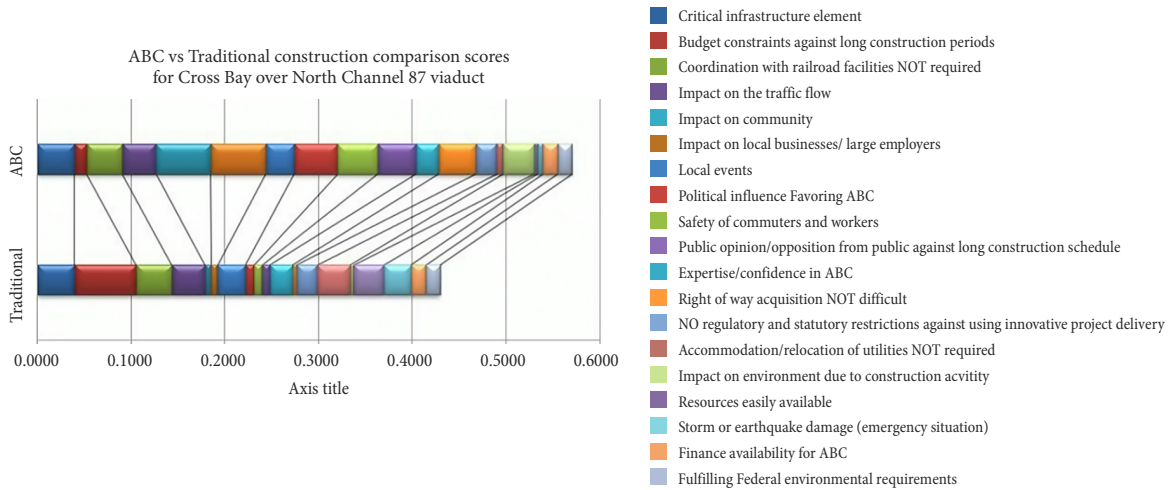 ABC vs Traditional construction comparison scores
for Cross Bay over North Channel 87 viaduct
ABC
Traditional
0.0000 0.1000 0.2000 0.3000 0.4000 0.5000 0.6000
Axis title
Critical infrastructure element
Budget constraints against long construction periods
Coordination with railroad facilities NOT required
Impact on the traffic flow
Impact on community
Impact on local businesses/ large employers
Local events
Political influence Favoring ABC
Safety of commuters and workers
Public opinion/opposition from public against long construction schedule
Expertise/confidence in ABC
Right of way acquisition NOT difficult
NO regulatory and statutory restrictions against using innovative project delivery
Accommodation/relocation of utilities NOT required
Impact on environment due to construction acvitity
Resources easily available
Storm or earthquake damage (emergency situation)
Finance availability for ABC
Fulfilling Federal environmental requirements